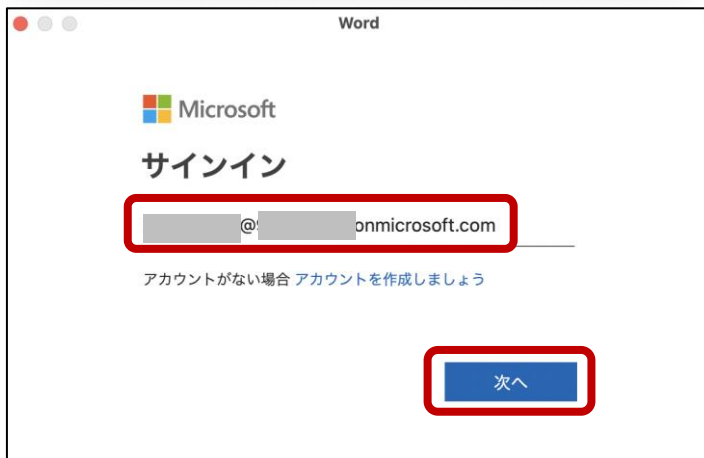 Word
Microsoft
サインイン
@ onmicrosoft.com
アカウントがない場合 アカウントを作成しましょう
次へ